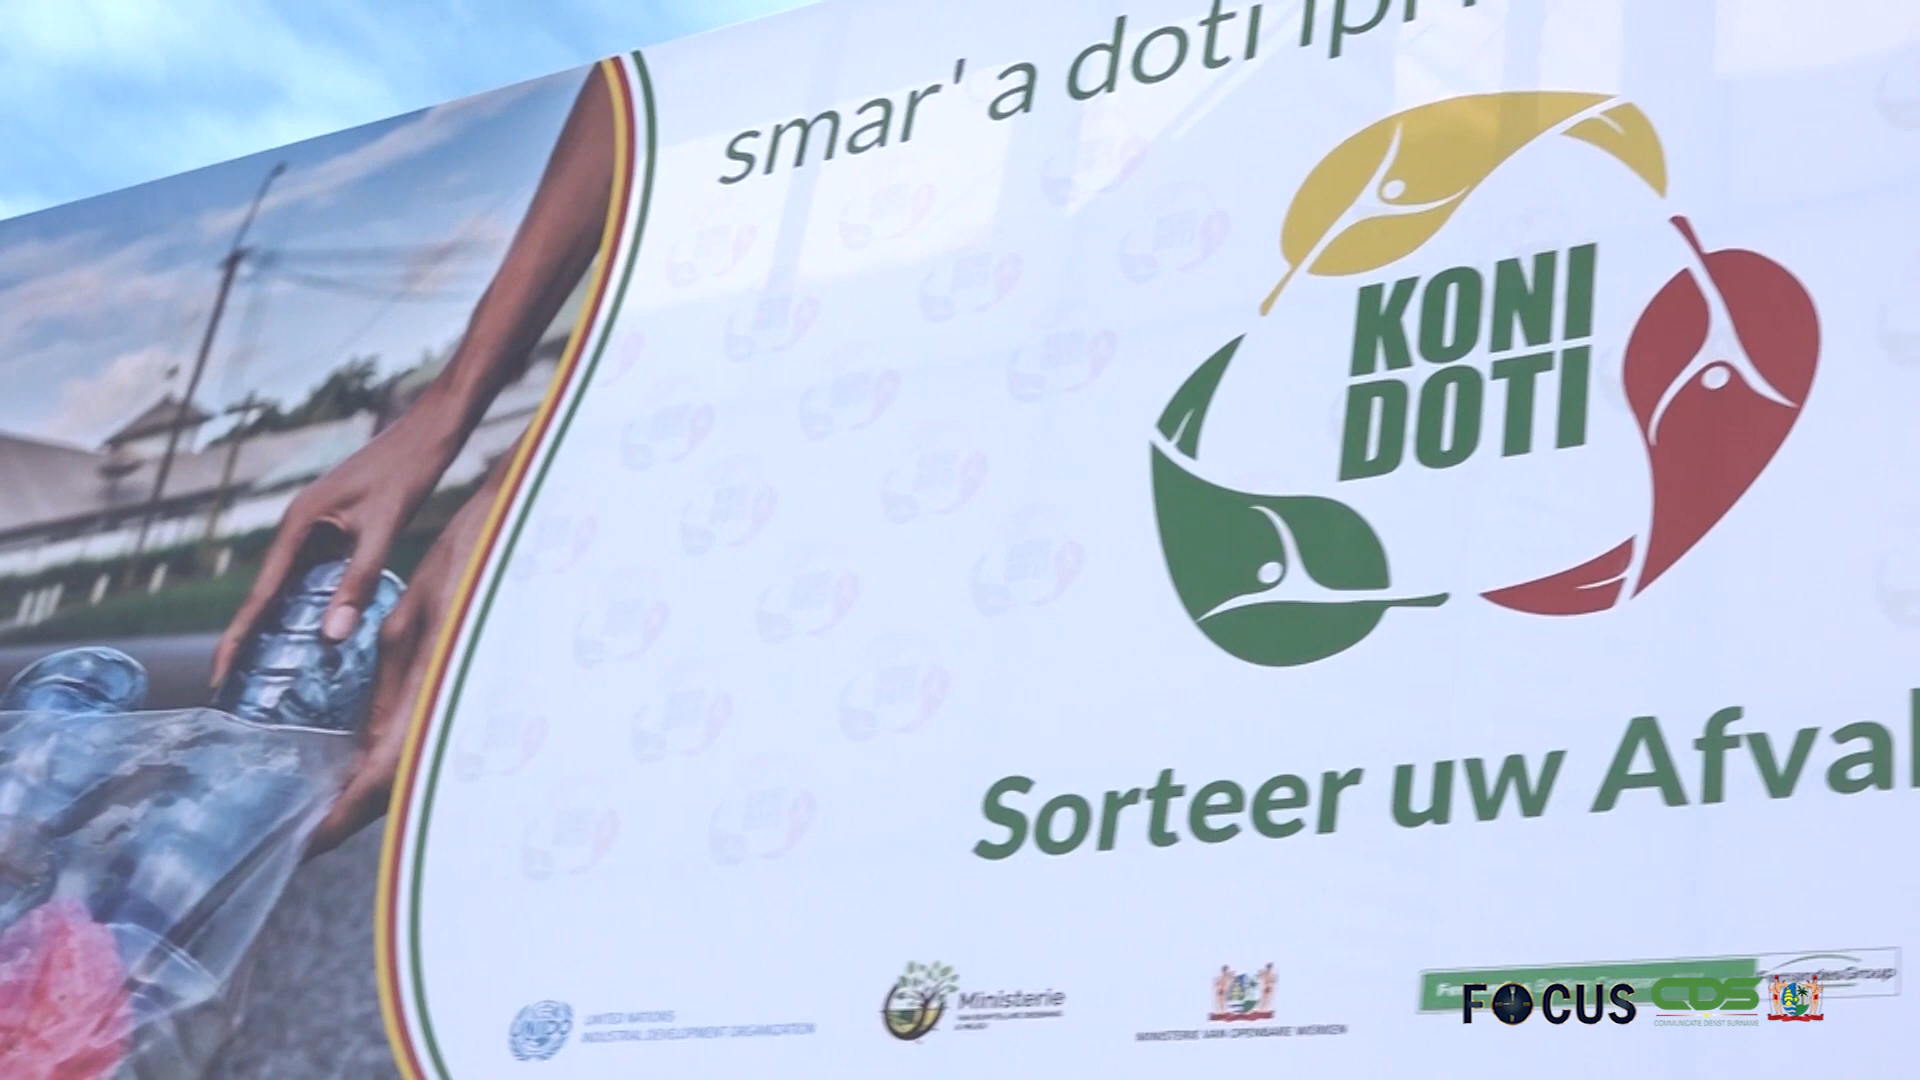 smar' a doti
KONI
DOTI
Sorteer uw Afval
UNIDO
UNITED NATIONS
INDUSTRIAL DEVELOPMENT ORGANIZATION
Ministerie
MINISTERIE VAN OPENBARE WERKEN
FOCUS
CDS
COMMUNICATIE DIENST SURINAME